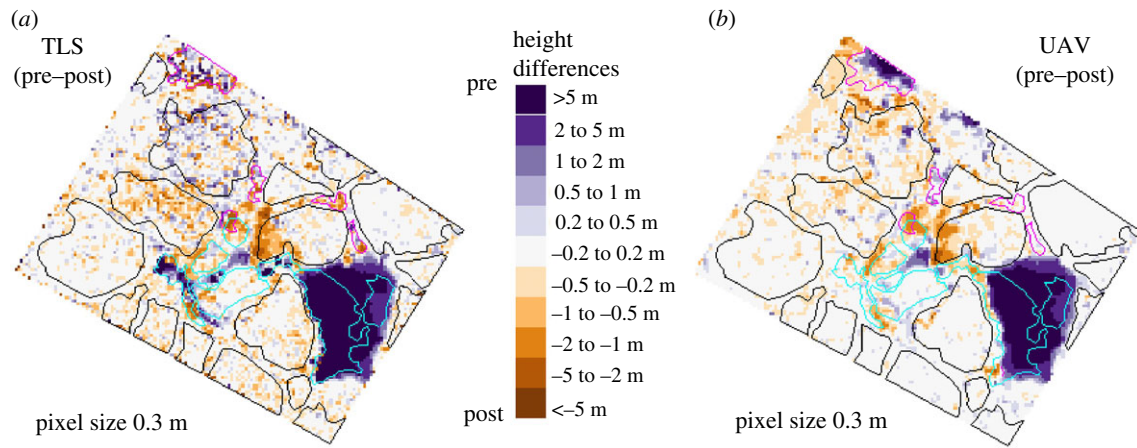 (a)
TLS
(pre–post)
pixel size 0.3 m
height
differences
pre
>5 m
2 to 5 m
1 to 2 m
0.5 to 1 m
0.2 to 0.5 m
–0.2 to 0.2 m
–0.5 to –0.2 m
–1 to –0.5 m
–2 to –1 m
–5 to –2 m
<–5 m
post
(b)
UAV
(pre–post)
pixel size 0.3 m